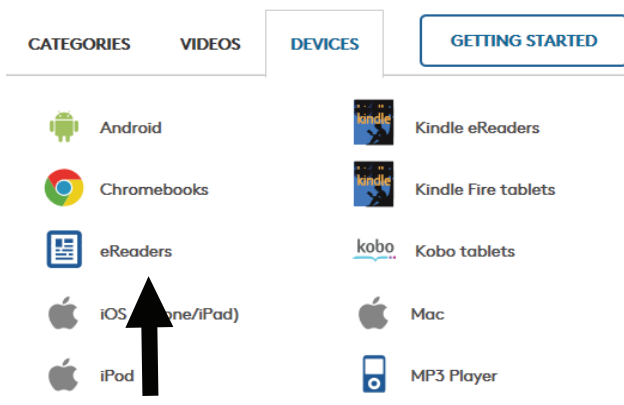 CATEGORIES VIDEOS DEVICES GETTING STARTED
Android kindle Kindle eReaders
Chromebooks kindle Kindle Fire tablets
eReaders kobo Kobo tablets
iOS one/iPad) Mac
iPod MP3 Player